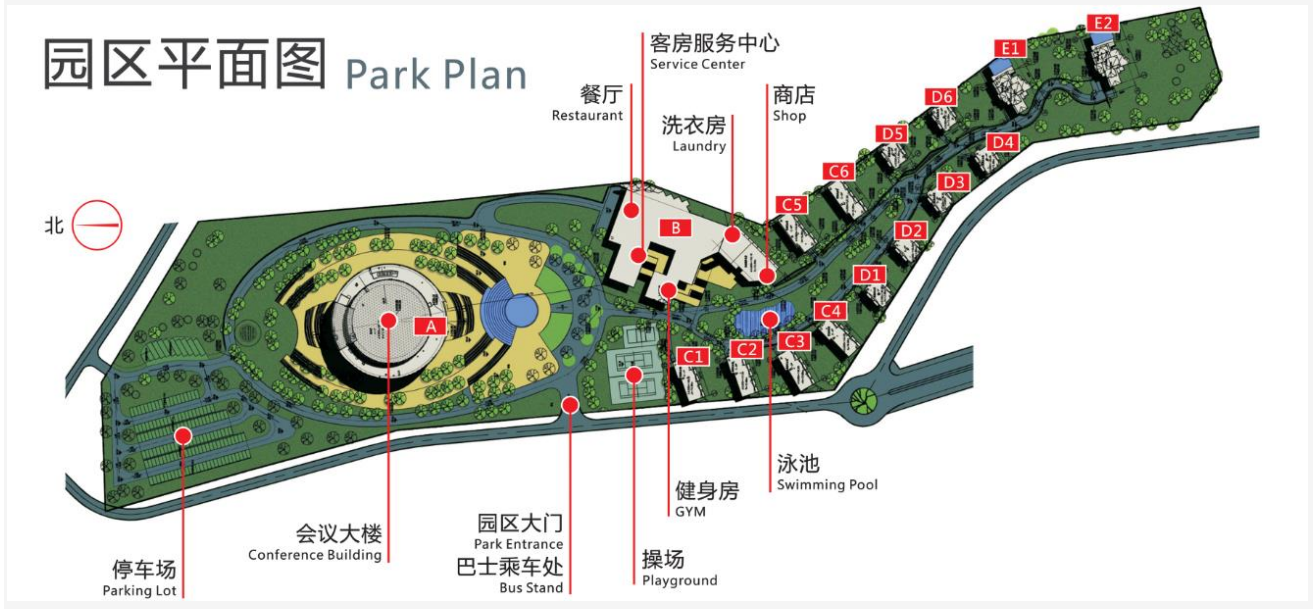 园区平面图 Park Plan
客房服务中心
Service Center
餐厅
Restaurant
洗衣房
Laundry
商店
Shop
E2
E1
D6
D5
D4
C6
D3
C5
B
D2
北
D1
A
C4
C3
C2
C1
泳池
Swimming Pool
健身房
GYM
园区大门
Park Entrance
巴士乘车处
Bus Stand
操场
Playground
会议大楼
Conference Building
停车场
Parking Lot